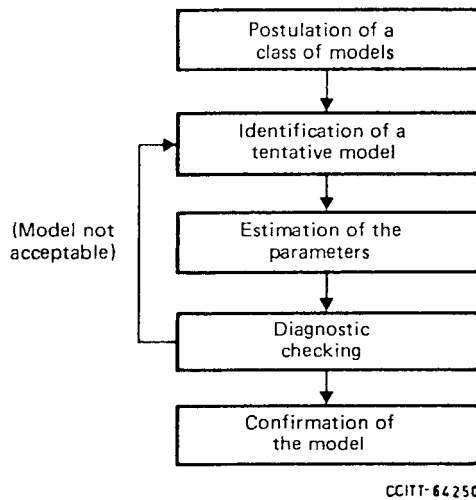 Postulation of a
class of models
Identification of a
tentative model
(Model not
acceptable)
Estimation of the
parameters
Diagnostic
checking
Confirmation of
the model
CCITT-64250